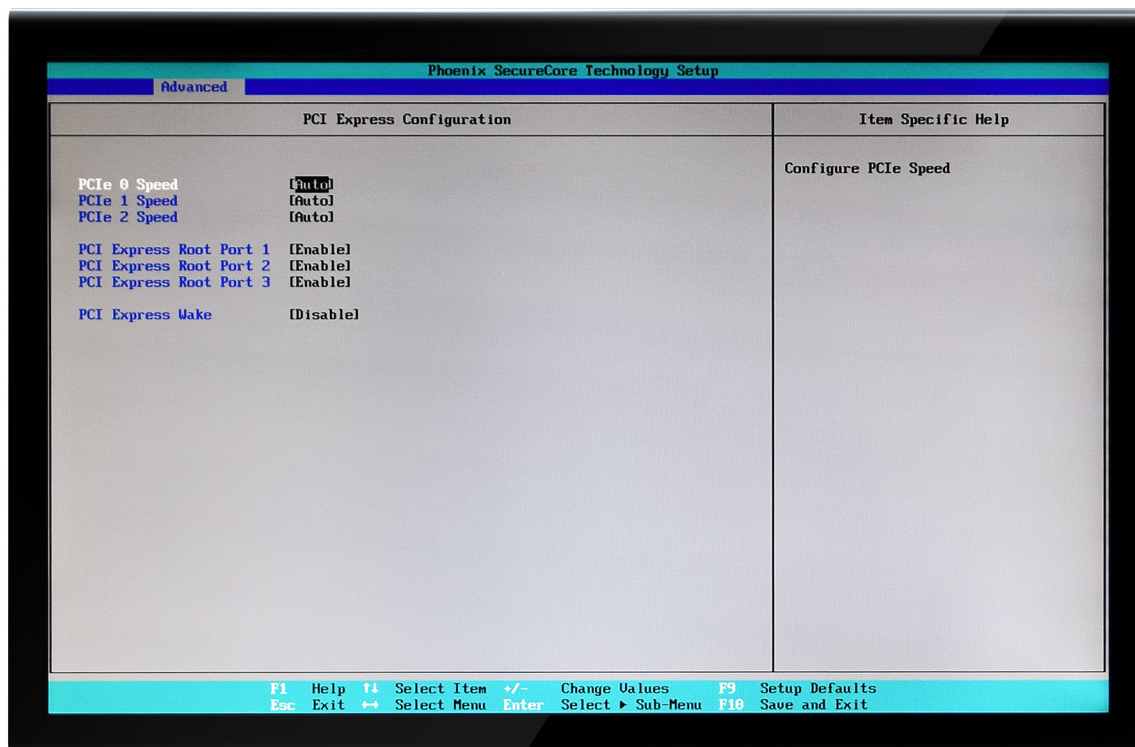 Phoenix SecureCore Technology Setup
Advanced
PCI Express Configuration
Item Specific Help
Configure PCIe Speed
PCIe 0 Speed [Auto]
PCIe 1 Speed [Auto]
PCIe 2 Speed [Auto]
PCI Express Root Port 1 [Enable]
PCI Express Root Port 2 [Enable]
PCI Express Root Port 3 [Enable]
PCI Express Wake [Disable]
F1 Help ↑↓ Select Item +/- Change Values F9 Setup Defaults
Esc Exit ↔ Select Menu Enter Select ▶ Sub-Menu F10 Save and Exit